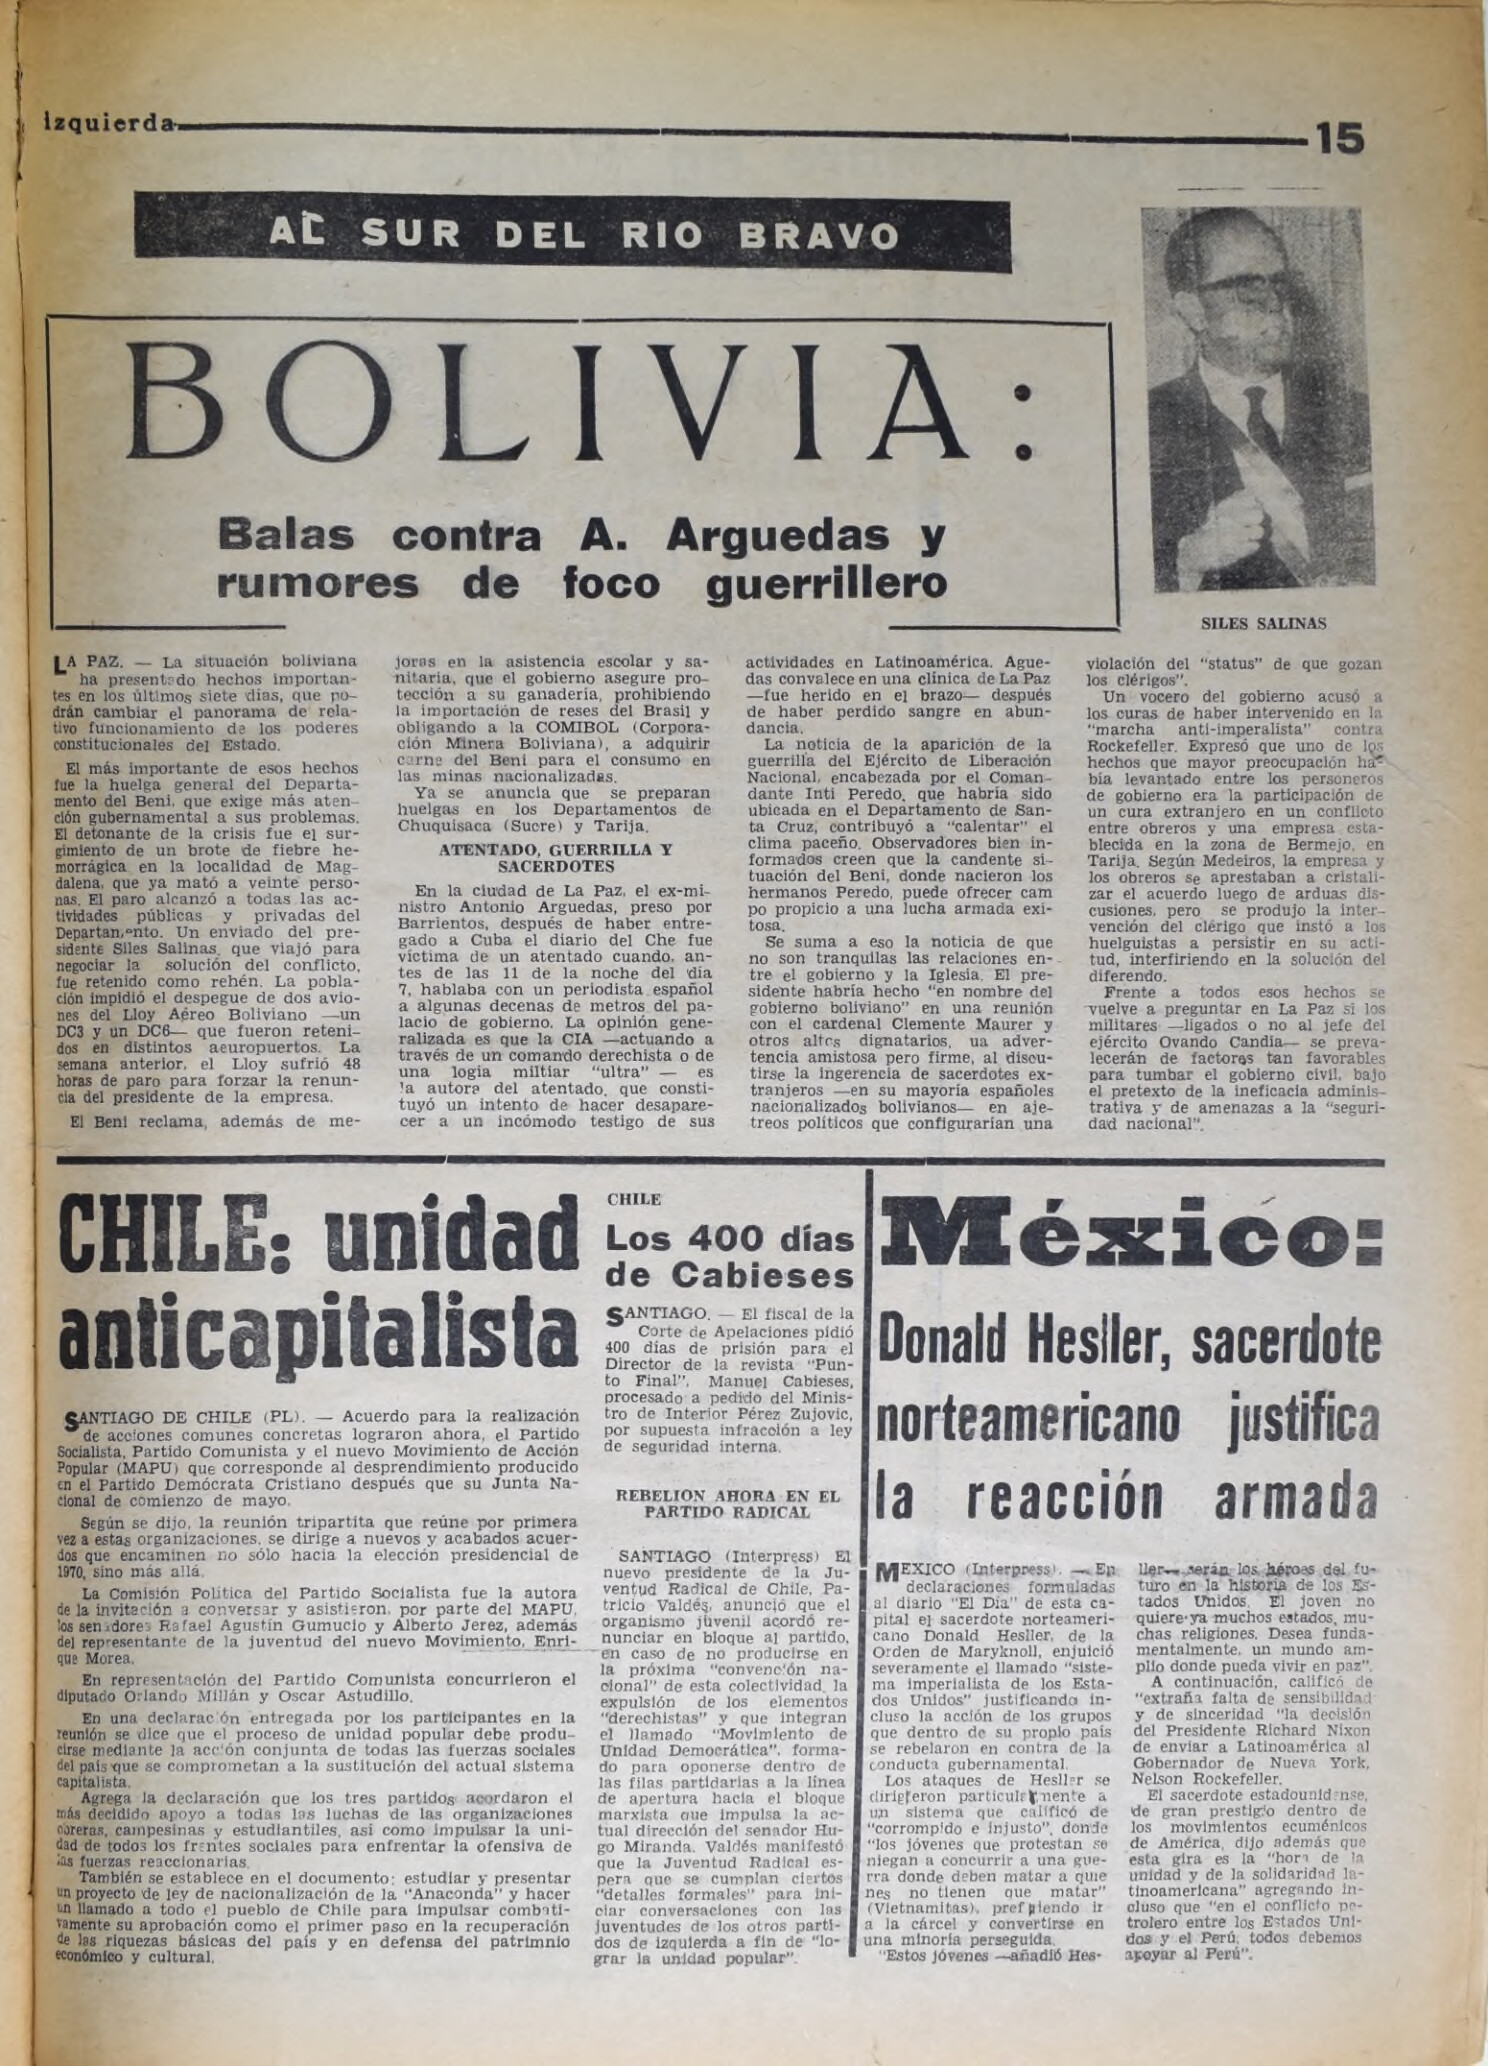 izquierda
15
AL SUR DEL RIO BRAVO
BOLIVIA:
Balas contra A. Arguedas y
rumores de foco guerrillero
SILES SALINAS
LA PAZ. — La situación boliviana
ha presentado hechos importan-
tes en los últimos siete días, que po-
drán cambiar el panorama de rela-
tivo funcionamiento de los poderes
constitucionales del Estado.
El más importante de esos hechos
fue la huelga general del Departa-
mento del Beni, que exige más aten-
ción gubernamental a sus problemas.
El detonante de la crisis fue el sur-
gimiento de un brote de fiebre he-
morrágica en la localidad de Mag-
dalena, que ya mató a veinte perso-
nas. El paro alcanzó a todas las ac-
tividades públicas y privadas del
Departamento. Un enviado del pre-
sidente Siles Salinas, que viajó para
negociar la solución del conflicto,
fue retenido como rehén. La pobla-
ción impidió el despegue de dos avio-
nes del Lloy Aéreo Boliviano —un
DC3 y un DC6— que fueron reteni-
dos en distintos aeuropuertos. La
semana anterior, el Lloy sufrió 48
horas de paro para forzar la renun-
cia del presidente de la empresa.
El Beni reclama, además de me-
joras en la asistencia escolar y sa-
nitaria, que el gobierno asegure pro-
tección a su ganadería, prohibiendo
la importación de reses del Brasil y
obligando a la COMIBOL (Corpora-
ción Minera Boliviana), a adquirir
carne del Beni para el consumo en
las minas nacionalizadas.
Ya se anuncia que se preparan
huelgas en los Departamentos de
Chuquisaca (Sucre) y Tarija.
ATENTADO, GUERRILLA Y
SACERDOTES
En la ciudad de La Paz, el ex-mi-
nistro Antonio Arguedas, preso por
Barrientos, después de haber entre-
gado a Cuba el diario del Che fue
víctima de un atentado cuando, an-
tes de las 11 de la noche del día
7, hablaba con un periodista español
a algunas decenas de metros del pa-
lacio de gobierno. La opinión gene-
ralizada es que la CIA —actuando a
través de un comando derechista o de
una logia miltiar "ultra" — es
la autora del atentado, que consti-
tuyó un intento de hacer desapare-
cer a un incómodo testigo de sus
actividades en Latinoamérica. Ague-
das convalece en una clínica de La Paz
—fue herido en el brazo— después
de haber perdido sangre en abun-
dancia.
La noticia de la aparición de la
guerrilla del Ejército de Liberación
Nacional, encabezada por el Coman-
dante Inti Peredo, que habría sido
ubicada en el Departamento de San-
ta Cruz, contribuyó a "calentar" el
clima paceño. Observadores bien in-
formados creen que la candente si-
tuación del Beni, donde nacieron los
hermanos Peredo, puede ofrecer cam
po propicio a una lucha armada exi-
tosa.
Se suma a eso la noticia de que
no son tranquilas las relaciones en-
tre el gobierno y la Iglesia. El pre-
sidente habría hecho "en nombre del
gobierno boliviano" en una reunión
con el cardenal Clemente Maurer y
otros altos dignatarios, ua adver-
tencia amistosa pero firme, al discu-
tirse la ingerencia de sacerdotes ex-
tranjeros —en su mayoría españoles
nacionalizados bolivianos— en aje-
treos políticos que configurarían una
violación del "status" de que gozan
los clérigos".
Un vocero del gobierno acusó a
los curas de haber intervenido en la
"marcha anti-imperalista" contra
Rockefeller. Expresó que uno de los
hechos que mayor preocupación ha-
bía levantado entre los personeros
de gobierno era la participación de
un cura extranjero en un conflicto
entre obreros y una empresa esta-
blecida en la zona de Bermejo, en
Tarija. Según Medeiros, la empresa y
los obreros se aprestaban a cristali-
zar el acuerdo luego de arduas dis-
cusiones, pero se produjo la inter-
vención del clérigo que instó a los
huelguistas a persistir en su acti-
tud, interfiriendo en la solución del
diferendo.
Frente a todos esos hechos se
vuelve a preguntar en La Paz si los
militares —ligados o no al jefe del
ejército Ovando Candia— se preva-
lecerán de factores tan favorables
para tumbar el gobierno civil, bajo
el pretexto de la ineficacia adminis-
trativa y de amenazas a la "seguri-
dad nacional".
CHILE: unidad
anticapitalista
SANTIAGO DE CHILE (PL). — Acuerdo para la realización
de acciones comunes concretas lograron ahora, el Partido
Socialista, Partido Comunista y el nuevo Movimiento de Acción
Popular (MAPU) que corresponde al desprendimiento producido
en el Partido Demócrata Cristiano después que su Junta Na-
cional de comienzo de mayo.
Según se dijo, la reunión tripartita que reúne por primera
vez a estas organizaciones, se dirige a nuevos y acabados acuer-
dos que encaminen no sólo hacia la elección presidencial de
1970, sino más allá.
La Comisión Política del Partido Socialista fue la autora
de la invitación a conversar y asistieron, por parte del MAPU,
los senadores Rafael Agustín Gumucio y Alberto Jerez, además
del representante de la juventud del nuevo Movimiento, Enri-
que Morea.
En representación del Partido Comunista concurrieron el
diputado Orlando Millán y Oscar Astudillo.
En una declaración entregada por los participantes en la
reunión se dice que el proceso de unidad popular debe produ-
cirse mediante la acción conjunta de todas las fuerzas sociales
del país que se comprometan a la sustitución del actual sistema
capitalista.
Agrega la declaración que los tres partidos acordaron el
más decidido apoyo a todas las luchas de las organizaciones
obreras, campesinas y estudiantiles, así como impulsar la uni-
dad de todos los frentes sociales para enfrentar la ofensiva de
las fuerzas reaccionarias.
También se establece en el documento: estudiar y presentar
un proyecto de ley de nacionalización de la "Anaconda" y hacer
un llamado a todo el pueblo de Chile para impulsar combati-
vamente su aprobación como el primer paso en la recuperación
de las riquezas básicas del país y en defensa del patrimnio
económico y cultural.
CHILE
Los 400 días
de Cabieses
SANTIAGO. — El fiscal de la
Corte de Apelaciones pidió
400 días de prisión para el
Director de la revista "Pun-
to Final", Manuel Cabieses,
procesado a pedido del Minis-
tro de Interior Pérez Zujovic,
por supuesta infracción a ley
de seguridad interna.
REBELION AHORA EN EL
PARTIDO RADICAL
SANTIAGO (Interpress) El
nuevo presidente de la Ju-
ventud Radical de Chile, Pa-
tricio Valdés, anunció que el
organismo juvenil acordó re-
nunciar en bloque al partido,
en caso de no producirse en
la próxima "convención na-
cional" de esta colectividad, la
expulsión de los elementos
"derechistas" y que integran
el llamado "Movimiento de
Unidad Democrática", forma-
do para oponerse dentro de
las filas partidarias a la línea
de apertura hacia el bloque
marxista que impulsa la ac-
tual dirección del senador Hu-
go Miranda. Valdés manifestó
que la Juventud Radical es-
pera que se cumplan ciertos
"detalles formales" para ini-
ciar conversaciones con las
juventudes de los otros parti-
dos de izquierda a fin de "lo-
grar la unidad popular".
México:
Donald Hesller, sacerdote
norteamericano justifica
la reacción armada
MEXICO (Interpress). — En
declaraciones formuladas
al diario "El Día" de esta ca-
pital el sacerdote norteameri-
cano Donald Hesller, de la
Orden de Maryknoll, enjuició
severamente el llamado "siste-
ma imperialista de los Esta-
dos Unidos" justificando in-
cluso la acción de los grupos
que dentro de su propio país
se rebelaron en contra de la
conducta gubernamental.
Los ataques de Hesller se
dirigieron particularmente a
un sistema que calificó de
"corrompido e injusto", donde
"los jóvenes que protestan se
niegan a concurrir a una gue-
rra donde deben matar a quie
nes no tienen que matar"
(Vietnamitas), prefiriendo ir
a la cárcel y convertirse en
una minoría perseguida.
"Estos jóvenes —añadió Hes-
ller— serán los héroes del fu-
turo en la historia de los Es-
tados Unidos. El joven no
quiere ya muchos estados, mu-
chas religiones. Desea funda-
mentalmente, un mundo am-
plio donde pueda vivir en paz".
A continuación, calificó de
"extraña falta de sensibilidad
y de sinceridad "la decisión
del Presidente Richard Nixon
de enviar a Latinoamérica al
Gobernador de Nueva York,
Nelson Rockefeller.
El sacerdote estadounidense,
de gran prestigio dentro de
los movimientos ecuménicos
de América, dijo además que
esta gira es la "hora de la
unidad y de la solidaridad la-
tinoamericana" agregando in-
cluso que "en el conflicto pe-
trolero entre los Estados Uni-
dos y el Perú, todos debemos
apoyar al Perú".